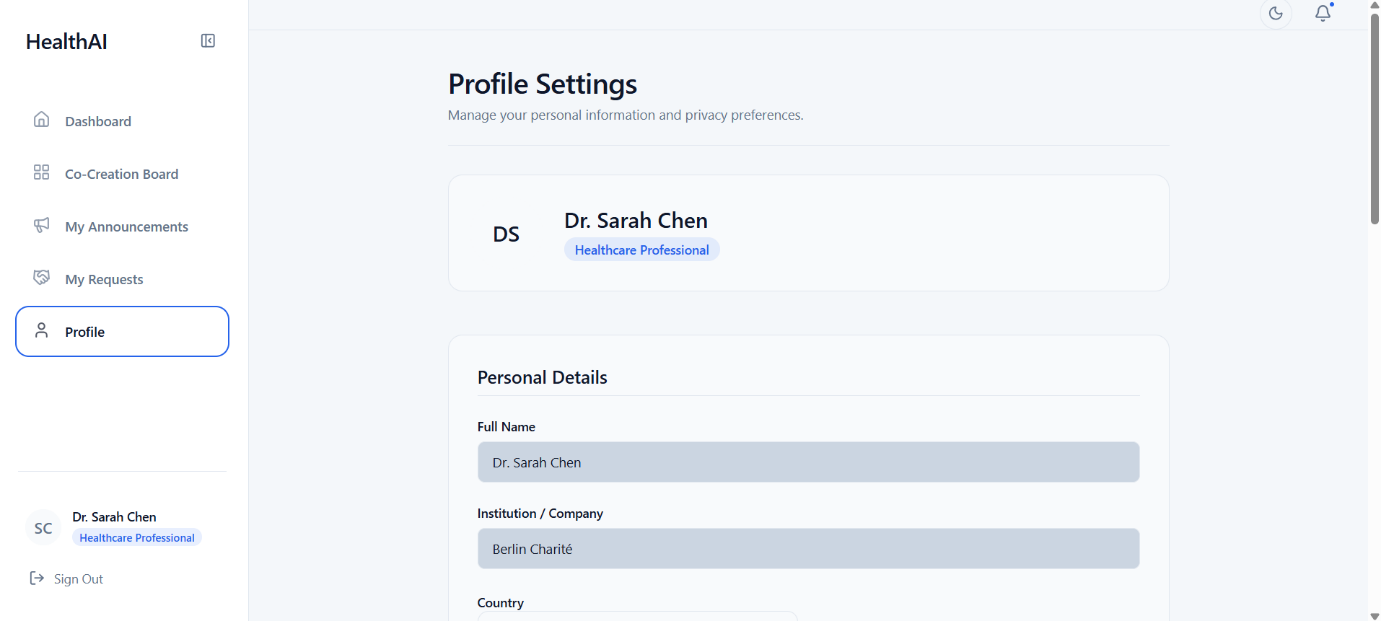 HealthAI
Dashboard
Co-Creation Board
My Announcements
My Requests
Profile
SC
Dr. Sarah Chen
Healthcare Professional
Sign Out
Profile Settings
Manage your personal information and privacy preferences.
DS
Dr. Sarah Chen
Healthcare Professional
Personal Details
Full Name
Dr. Sarah Chen
Institution / Company
Berlin Charité
Country